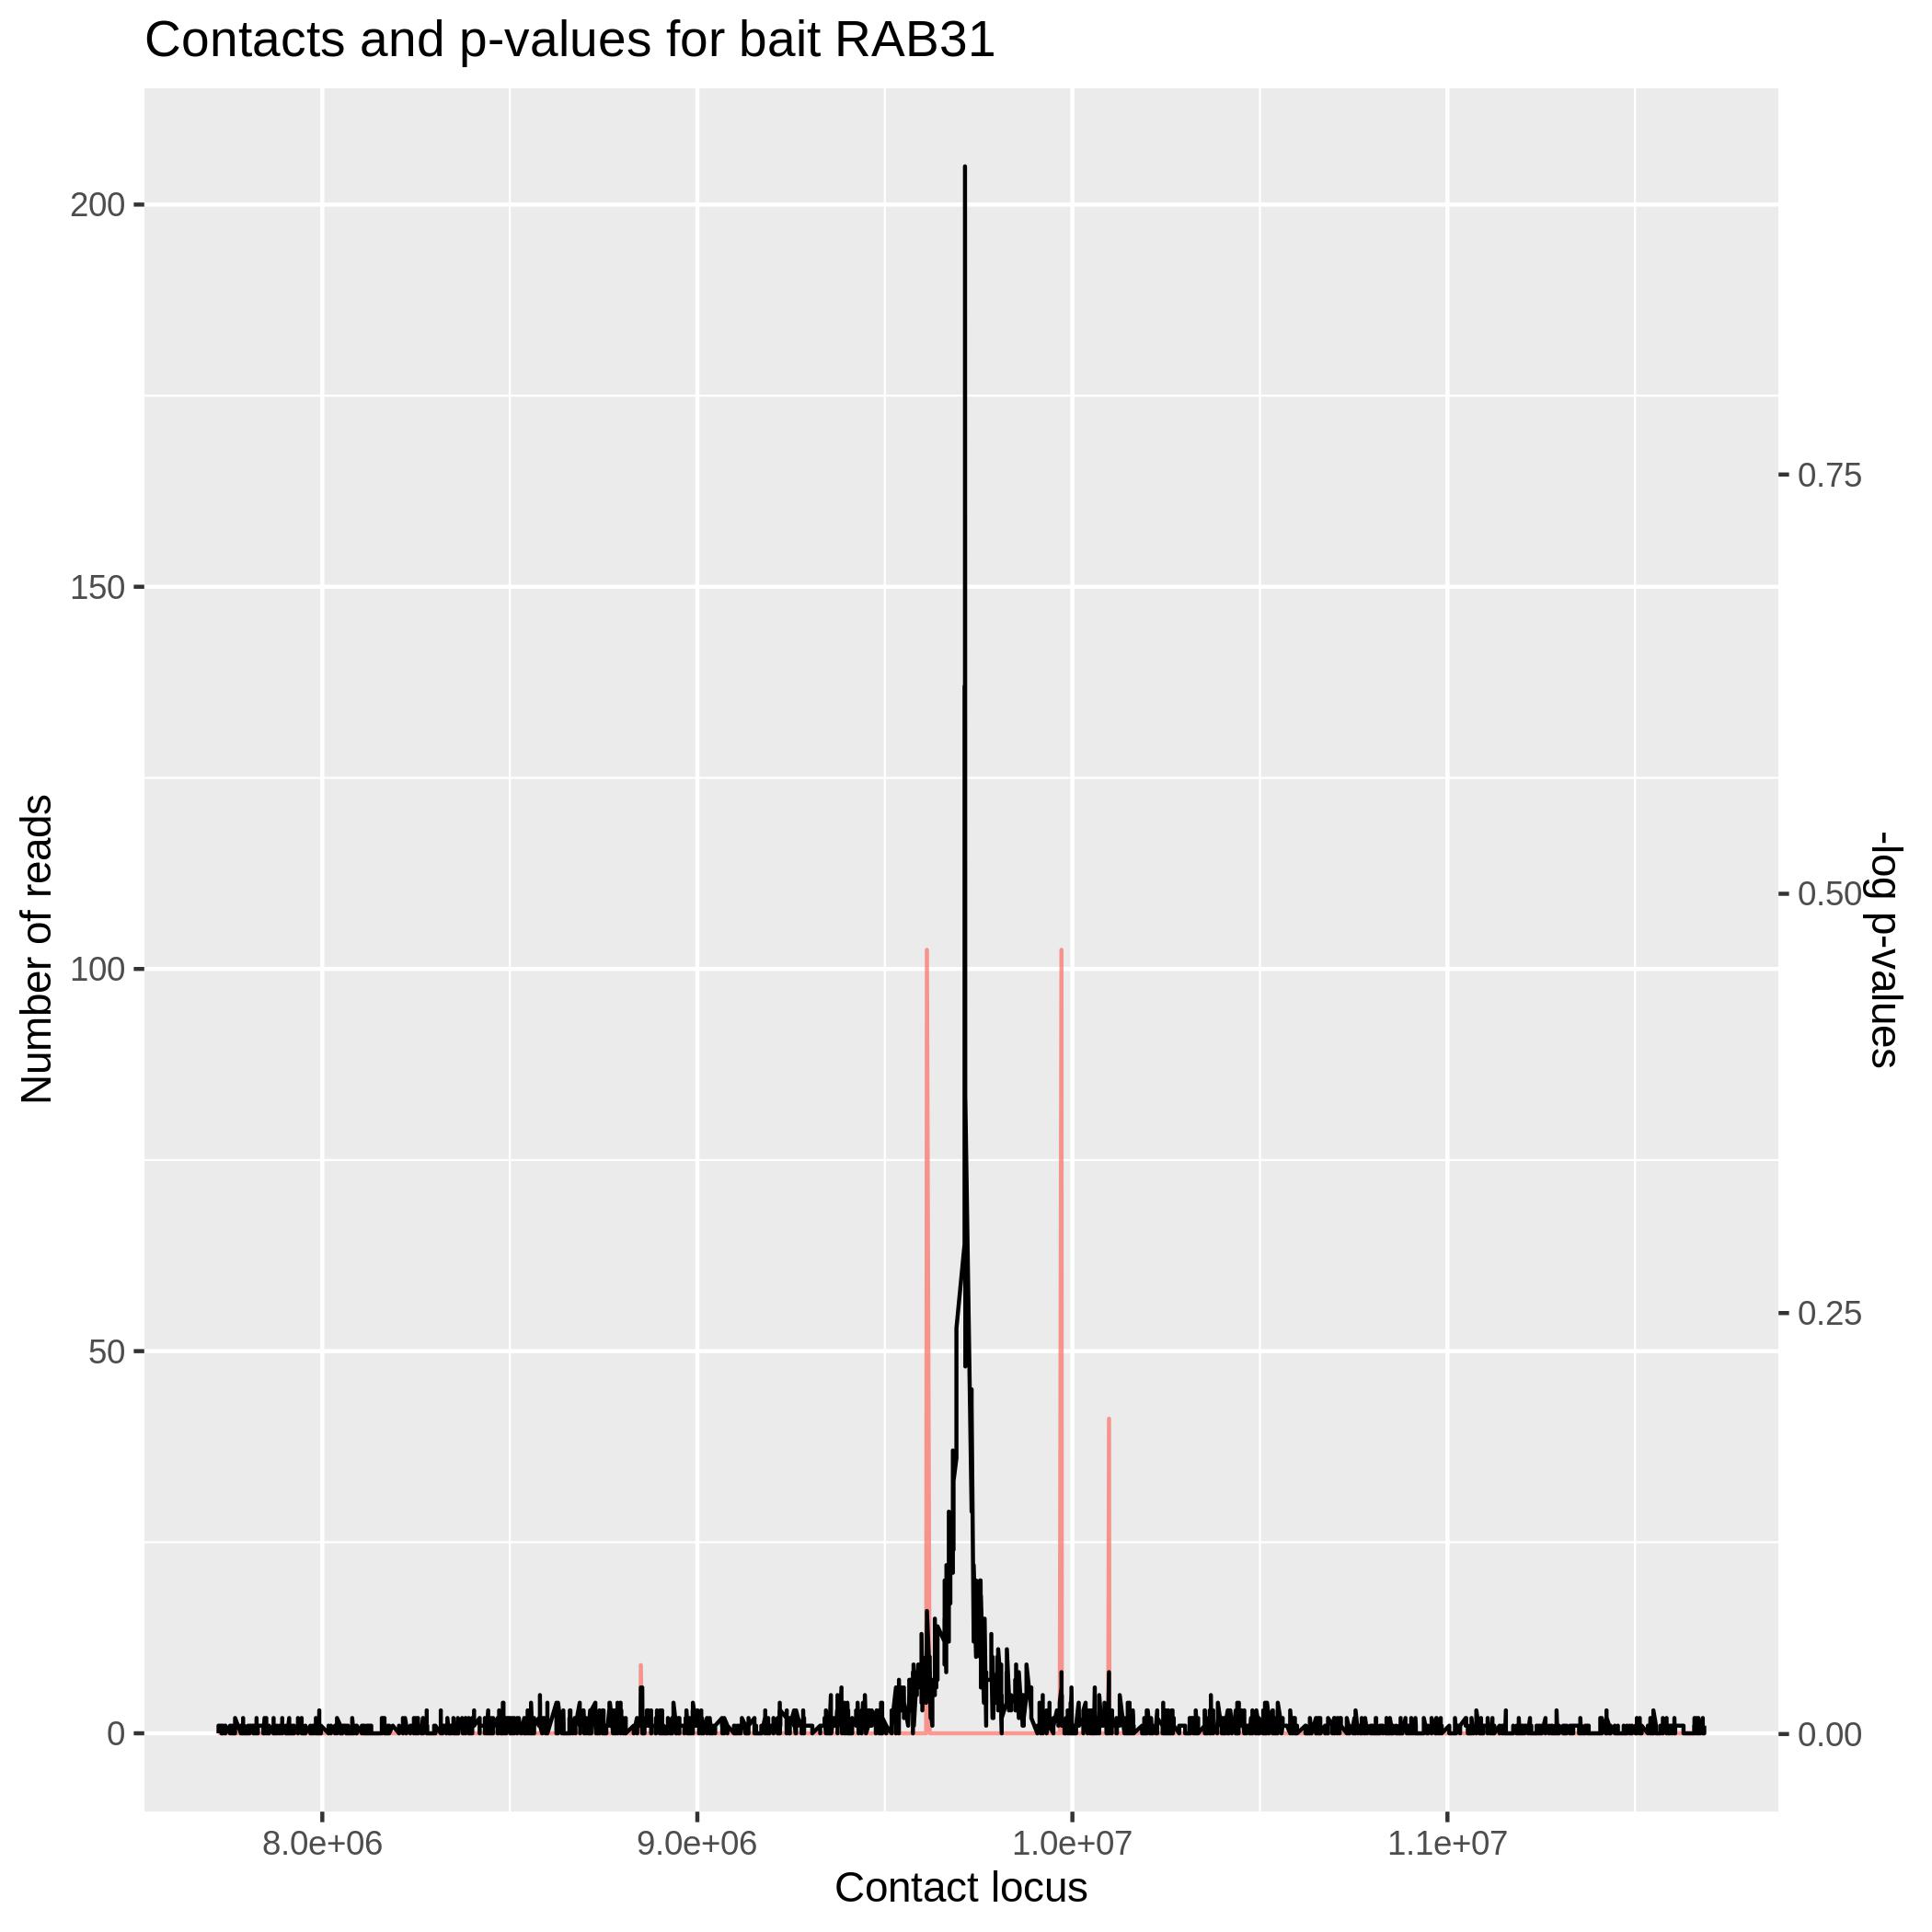 Contacts and p-values for bait RAB31
200
150
100
50
0
Number of reads
0.75
0.50
0.25
0.00
-log p-values
8.0e+06
9.0e+06
1.0e+07
1.1e+07
Contact locus